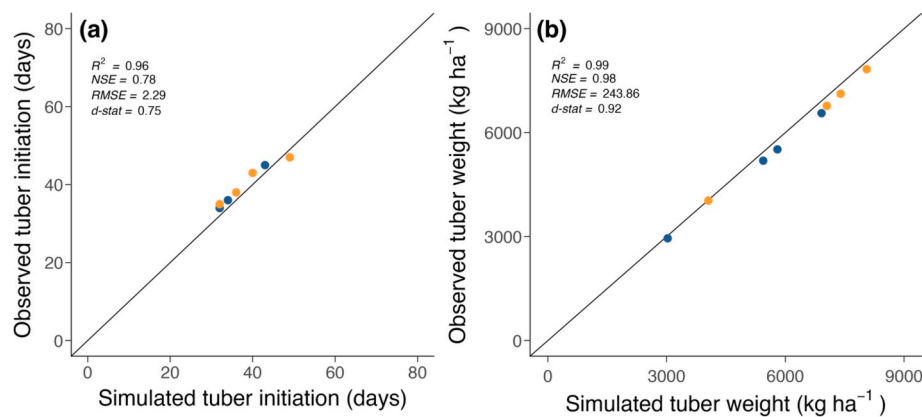 (a)
R² = 0.96
NSE = 0.78
RMSE = 2.29
d-stat = 0.75
Observed tuber initiation (days)
80
60
40
20
0
0 20 40 60 80
Simulated tuber initiation (days)
(b)
R² = 0.99
NSE = 0.98
RMSE = 243.86
d-stat = 0.92
Observed tuber weight (kg ha⁻¹)
9000
6000
3000
0
0 3000 6000 9000
Simulated tuber weight (kg ha⁻¹)